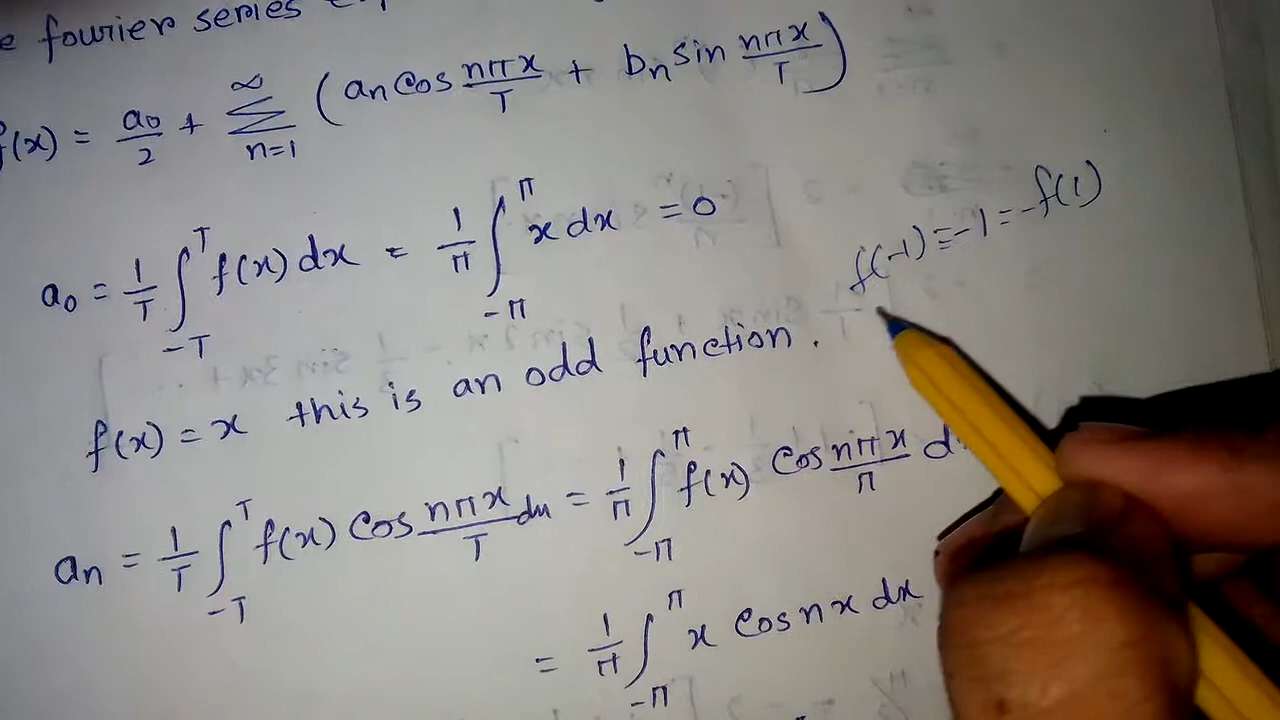 e fourier series
f(x) = a0/2 + ∞ Σ n=1 ( an Cos nπx/T + bn sin nπx/T )
a0 = 1/T ∫ T -T f(x) dx = 1/π ∫ π -π x dx = 0
f(-1) = -1 = -f(1)
f(x) = x this is an odd function.
an = 1/T ∫ T -T f(x) Cos nπx/T dx = 1/π ∫ π -π f(x) Cos nπx/π d
= 1/π ∫ π -π x Cos nx dx